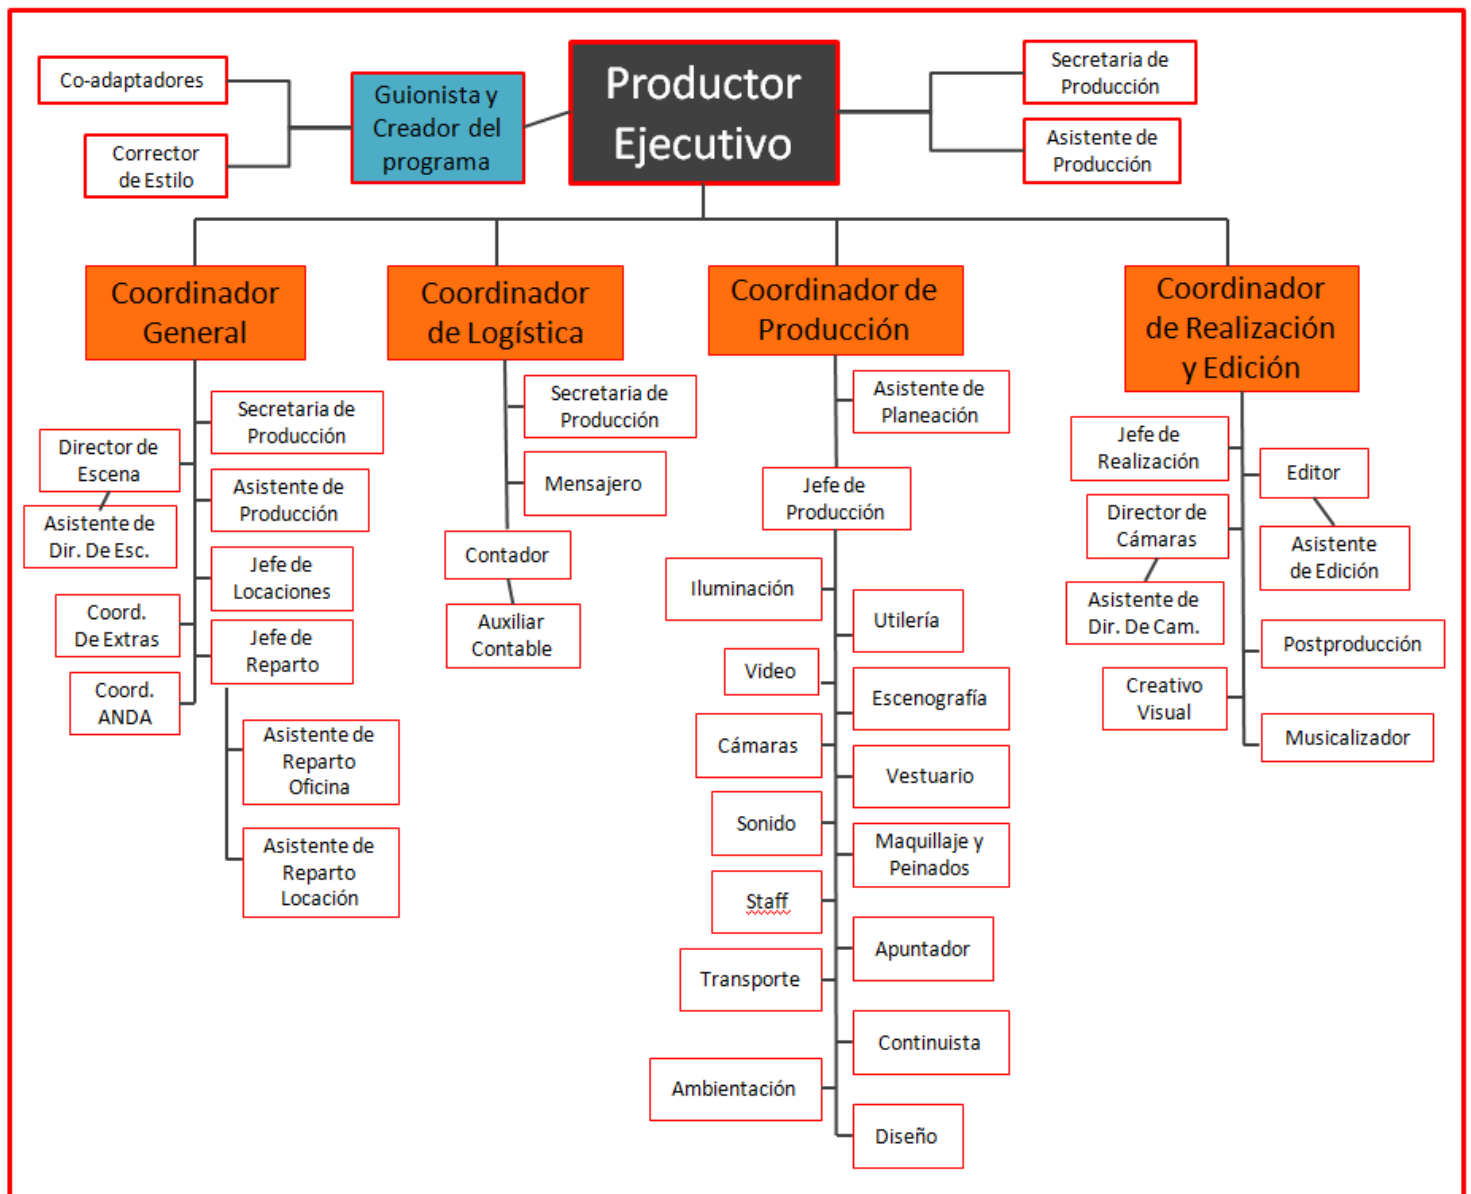 Co-adaptadores
Corrector
de Estilo
Guionista y
Creador del
programa
Productor
Ejecutivo
Secretaria de
Producción
Asistente de
Producción
Coordinador
General
Secretaria de
Producción
Director de
Escena
Asistente de
Producción
Asistente de
Dir. De Esc.
Jefe de
Locaciones
Coord.
De Extras
Jefe de
Reparto
Coord.
ANDA
Asistente de
Reparto
Oficina
Asistente de
Reparto
Locación
Coordinador
de Logística
Secretaria de
Producción
Mensajero
Contador
Auxiliar
Contable
Coordinador de
Producción
Asistente de
Planeación
Jefe de
Producción
Iluminación
Utilería
Video
Escenografía
Cámaras
Vestuario
Sonido
Maquillaje y
Peinados
Staff
Apuntador
Transporte
Continuista
Ambientación
Diseño
Coordinador
de Realización
y Edición
Jefe de
Realización
Editor
Director de
Cámaras
Asistente
de Edición
Asistente de
Dir. De Cam.
Postproducción
Creativo
Visual
Musicalizador